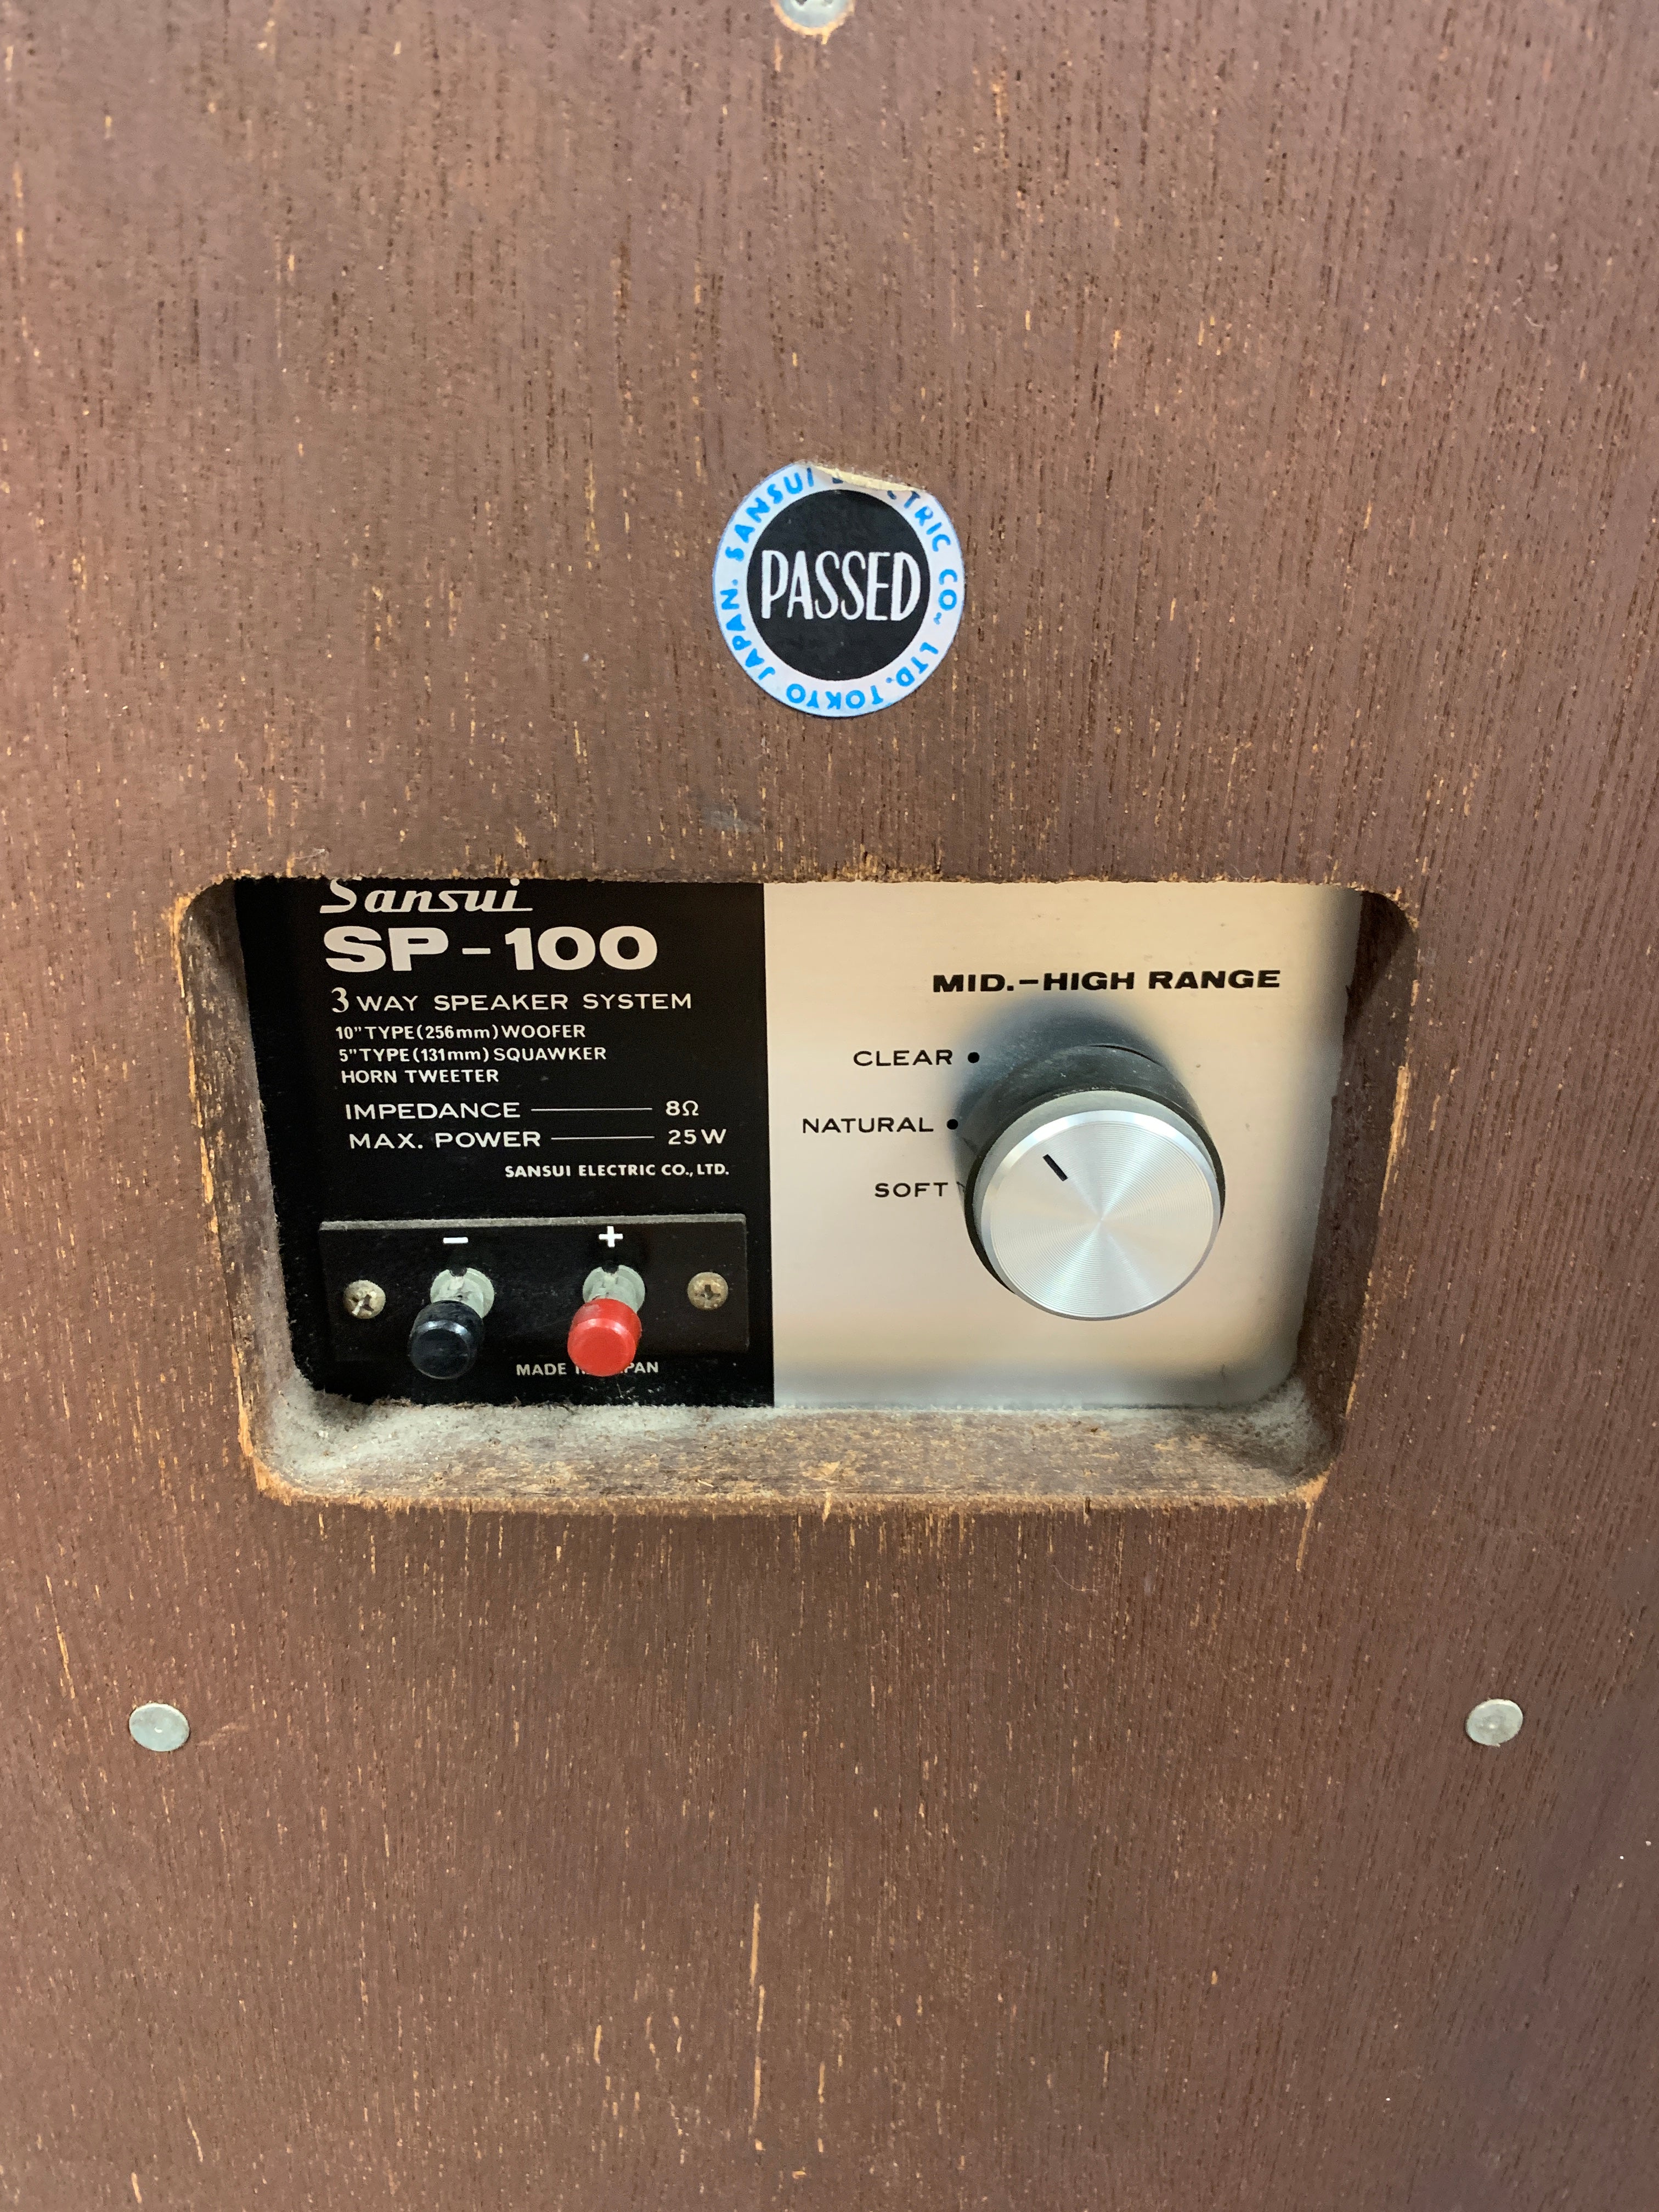 SANSUI CTRIC CO., LTD. TOKYO JAPAN.
PASSED
Sansui
SP-100
3 WAY SPEAKER SYSTEM
10" TYPE (256mm) WOOFER
5" TYPE (131mm) SQUAWKER
HORN TWEETER
IMPEDANCE 8Ω
MAX. POWER 25W
SANSUI ELECTRIC CO., LTD.
- +
MADE
MID.-HIGH RANGE
CLEAR
NATURAL
SOFT